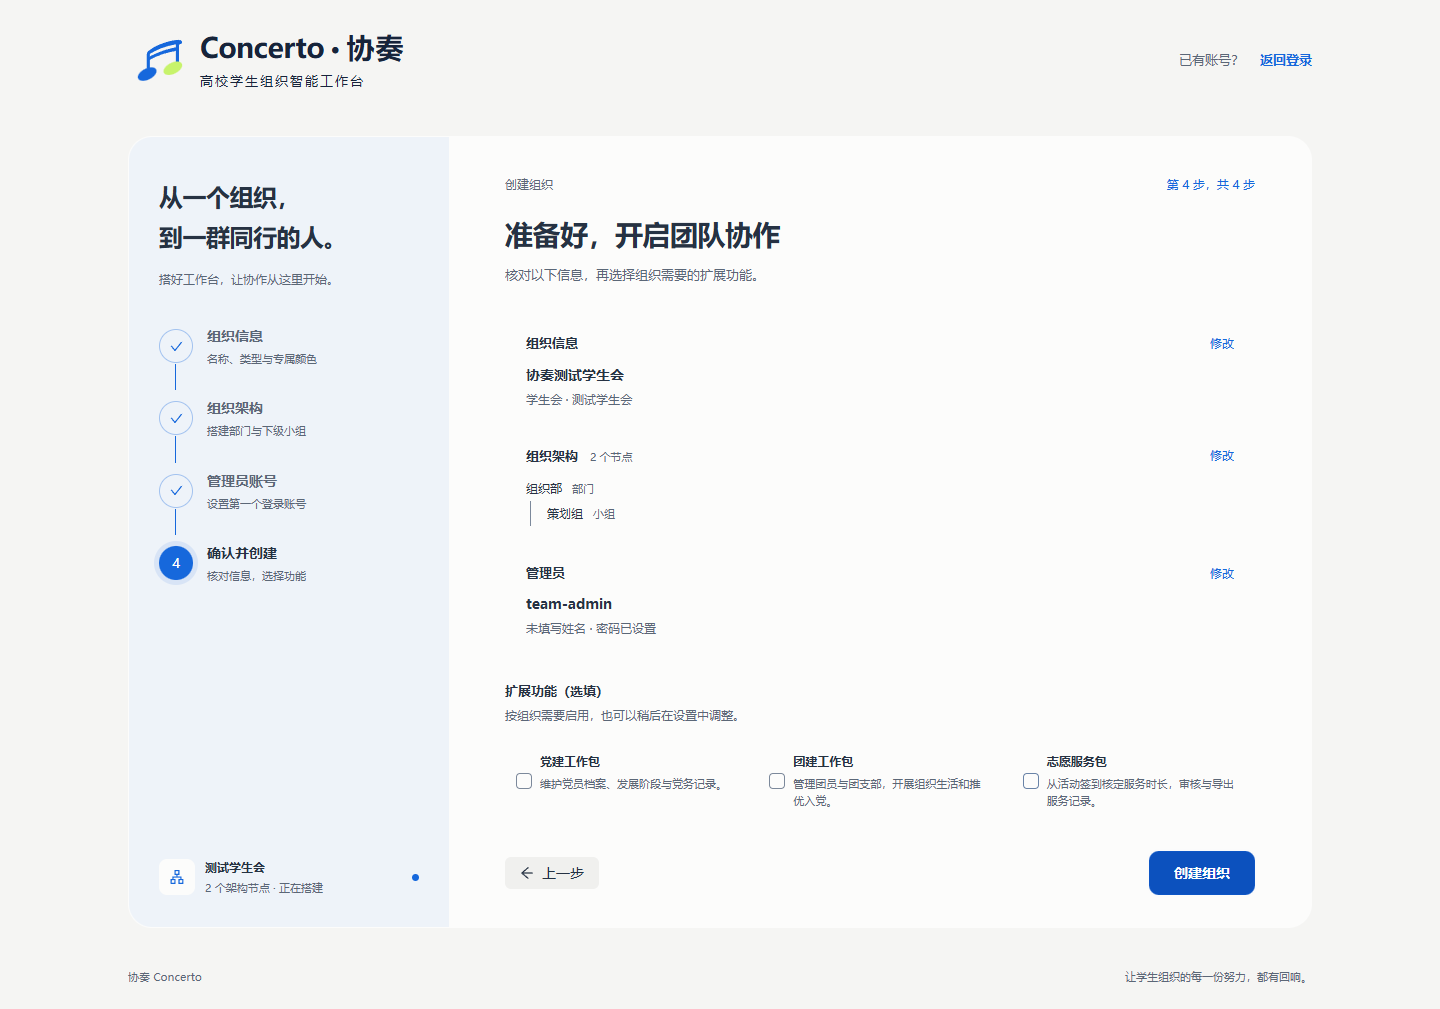 Concerto · 协奏
高校学生组织智能工作台
已有账号？ 返回登录
从一个组织，
到一群同行的人。
搭好工作台，让协作从这里开始。
组织信息
名称、类型与专属颜色
组织架构
搭建部门与下级小组
管理员账号
设置第一个登录账号
4
确认并创建
核对信息，选择功能
测试学生会
2 个架构节点 · 正在搭建
创建组织
第 4 步，共 4 步
准备好，开启团队协作
核对以下信息，再选择组织需要的扩展功能。
组织信息 修改
协奏测试学生会
学生会 · 测试学生会
组织架构 2 个节点 修改
组织部 部门
策划组 小组
管理员 修改
team-admin
未填写姓名 · 密码已设置
扩展功能（选填）
按组织需要启用，也可以稍后在设置中调整。
党建工作包
维护党员档案、发展阶段与党务记录。
团建工作包
管理团员与团支部，开展组织生活和推
优入党。
志愿服务包
从活动签到核定服务时长，审核与导出
服务记录。
上一步
创建组织
协奏 Concerto
让学生组织的每一份努力，都有回响。